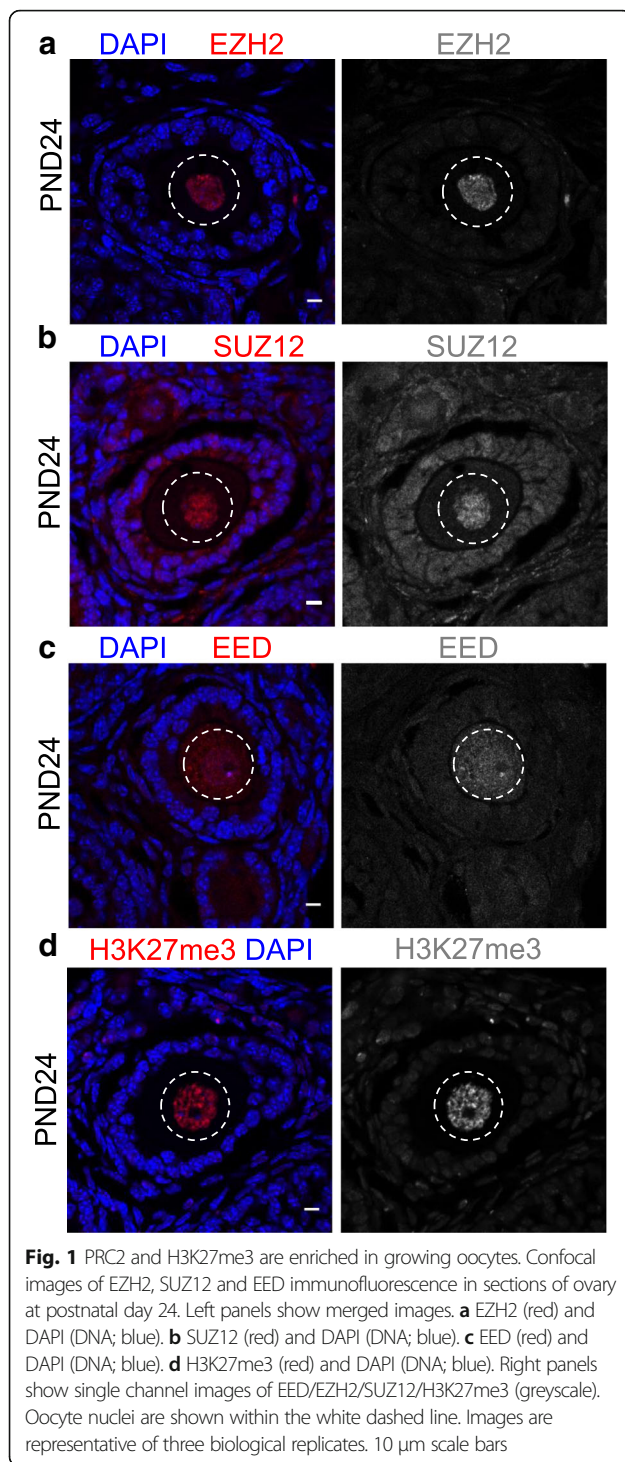 a
DAPI EZH2
EZH2
PND24
b
DAPI SUZ12
SUZ12
PND24
c
DAPI EED
EED
PND24
d
H3K27me3 DAPI
H3K27me3
PND24
Fig. 1 PRC2 and H3K27me3 are enriched in growing oocytes. Confocal
images of EZH2, SUZ12 and EED immunofluorescence in sections of ovary
at postnatal day 24. Left panels show merged images. a EZH2 (red) and
DAPI (DNA; blue). b SUZ12 (red) and DAPI (DNA; blue). c EED (red) and
DAPI (DNA; blue). d H3K27me3 (red) and DAPI (DNA; blue). Right panels
show single channel images of EED/EZH2/SUZ12/H3K27me3 (greyscale).
Oocyte nuclei are shown within the white dashed line. Images are
representative of three biological replicates. 10 μm scale bars